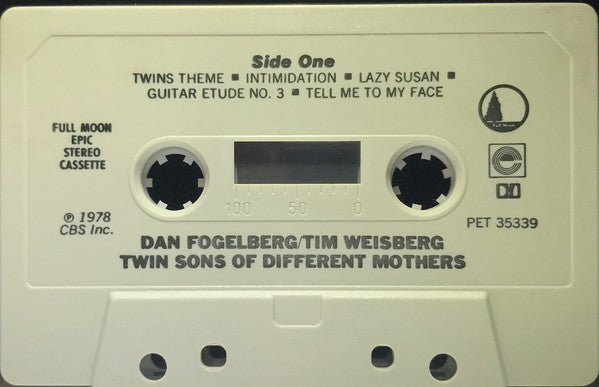 Side One
TWINS THEME ■ INTIMIDATION ■ LAZY SUSAN ■
GUITAR ETUDE NO. 3 ■ TELL ME TO MY FACE
FULL MOON
EPIC
STEREO
CASSETTE
Full Moon
e
℗ 1978
CBS Inc.
100 50 0
PET 35339
DAN FOGELBERG/TIM WEISBERG
TWIN SONS OF DIFFERENT MOTHERS